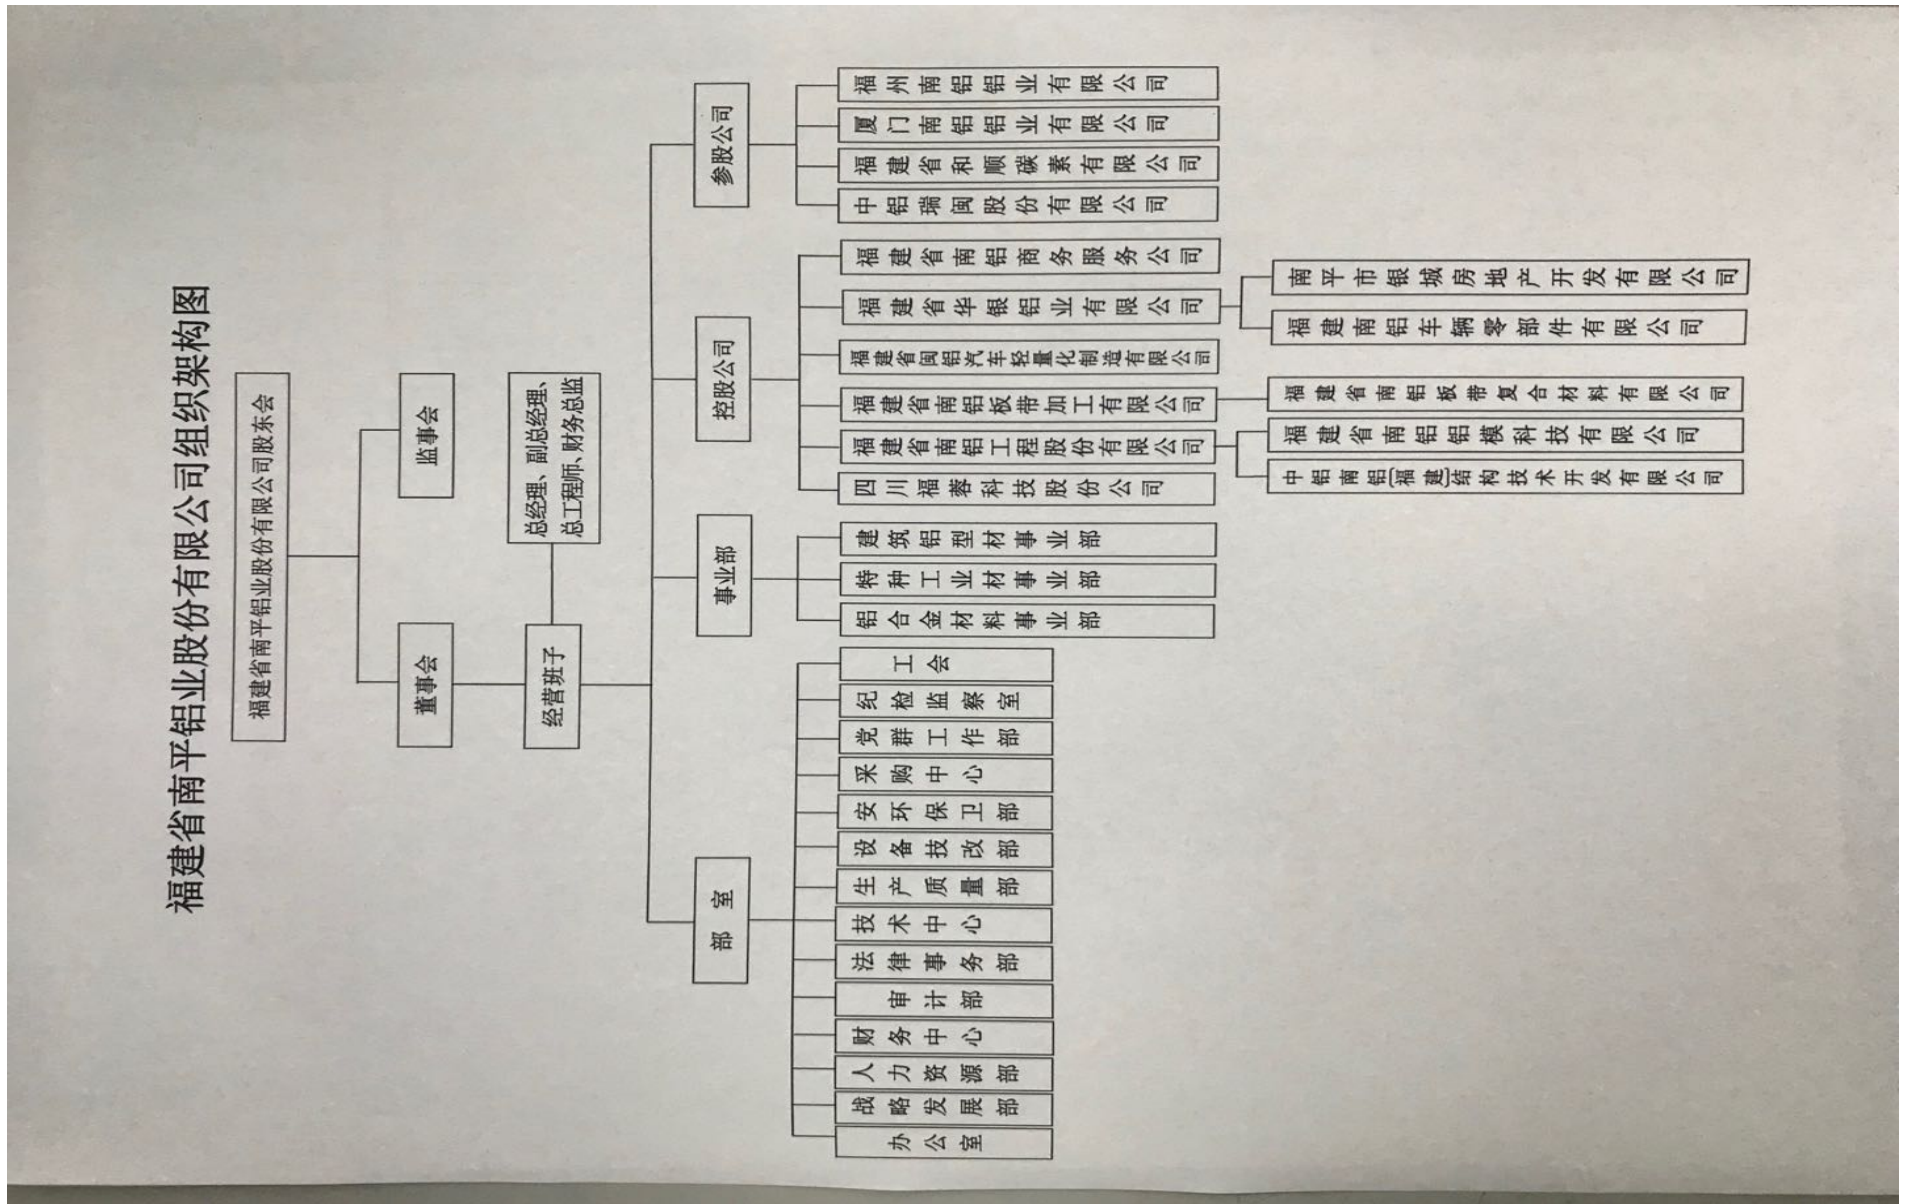 福建省南平铝业股份有限公司组织架构图
福建省南平铝业股份有限公司股东会
董事会
监事会
经营班子
总经理、副总经理、
总工程师、财务总监
部 室
事业部
控股公司
参股公司
办公室
战略发展部
人力资源部
财务中心
审计部
法律事务部
技术中心
生产质量部
设备技改部
安环保卫部
采购中心
党群工作部
纪检监察室
工会
铝合金材料事业部
特种工业材事业部
建筑铝型材事业部
四川福蓉科技股份公司
福建省南铝工程股份有限公司
福建省南铝板带加工有限公司
福建省闽铝汽车轻量化制造有限公司
福建省华银铝业有限公司
福建省南铝商务服务公司
中铝瑞闽股份有限公司
福建省和顺碳素有限公司
厦门南铝铝业有限公司
福州南铝铝业有限公司
中铝南铝(福建)结构技术开发有限公司
福建省南铝铝模科技有限公司
福建省南铝板带复合材料有限公司
福建南铝车辆零部件有限公司
南平市银城房地产开发有限公司